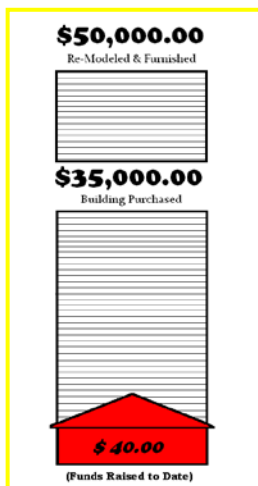 $50,000.00
Re-Modeled & Furnished
$35,000.00
Building Purchased
$ 40.00
(Funds Raised to Date)